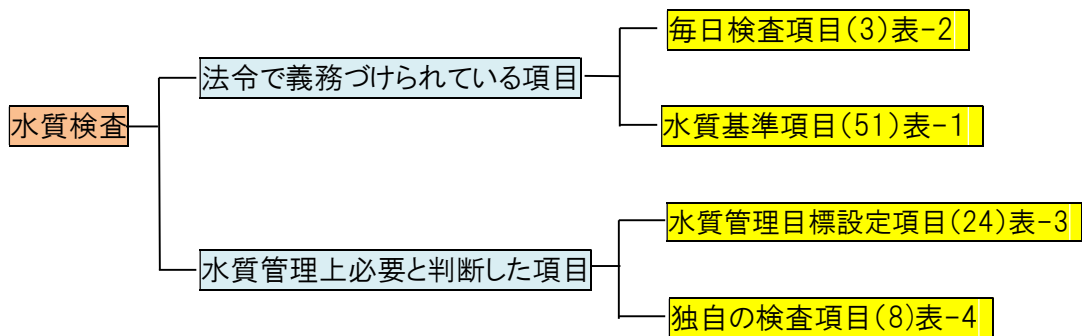 水質検査
法令で義務づけられている項目
毎日検査項目(3)表-2
水質基準項目(51)表-1
水質管理上必要と判断した項目
水質管理目標設定項目(24)表-3
独自の検査項目(8)表-4